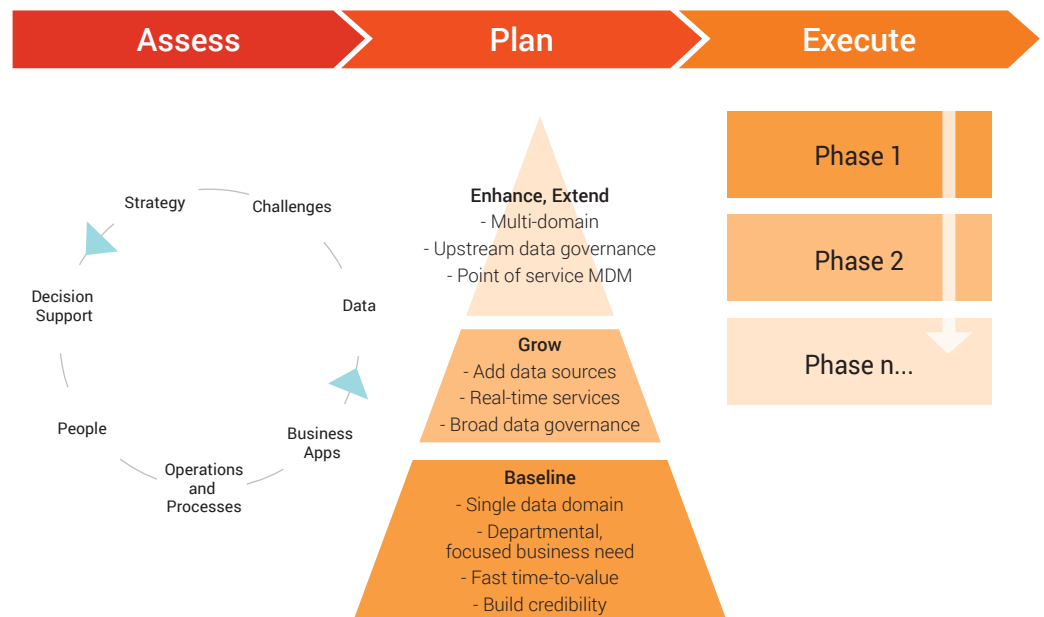 Assess
Plan
Execute
Strategy
Challenges
Data
Business
Apps
Operations
and
Processes
People
Decision
Support
Enhance, Extend
- Multi-domain
- Upstream data governance
- Point of service MDM
Grow
- Add data sources
- Real-time services
- Broad data governance
Baseline
- Single data domain
- Departmental,
focused business need
- Fast time-to-value
- Build credibility
Phase 1
Phase 2
Phase n...